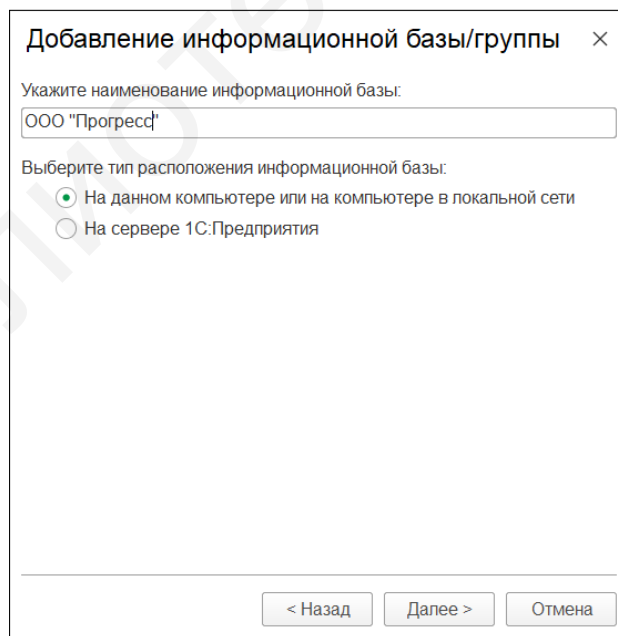 Добавление информационной базы/группы
Укажите наименование информационной базы:
ООО "Прогресс"
Выберите тип расположения информационной базы:
На данном компьютере или на компьютере в локальной сети
На сервере 1С:Предприятия
< Назад
Далее >
Отмена